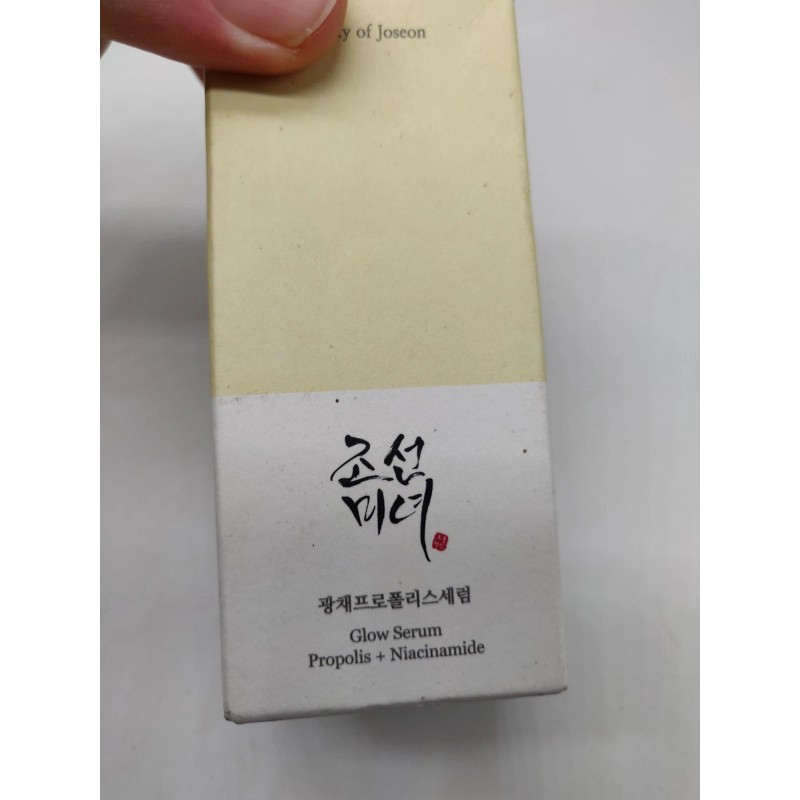 of Joseon
조선
미녀
광채프로폴리스세럼
Glow Serum
Propolis + Niacinamide